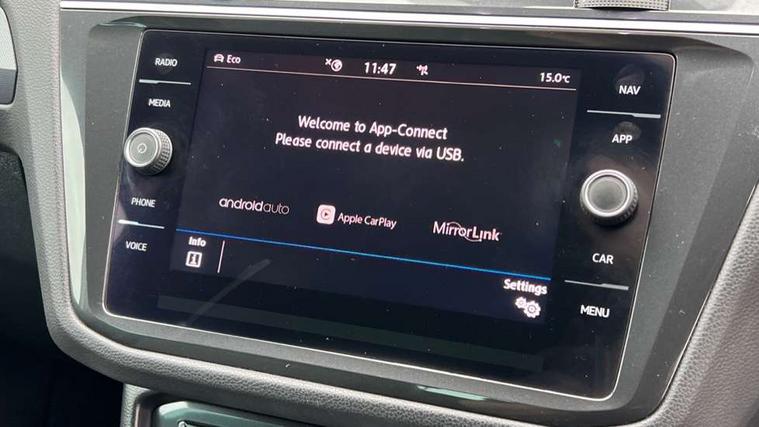 RADIO
MEDIA
PHONE
VOICE
Eco
11:47
15.0°C
Welcome to App-Connect
Please connect a device via USB.
androidauto
Apple CarPlay
MirrorLink
Info
Settings
NAV
APP
CAR
MENU